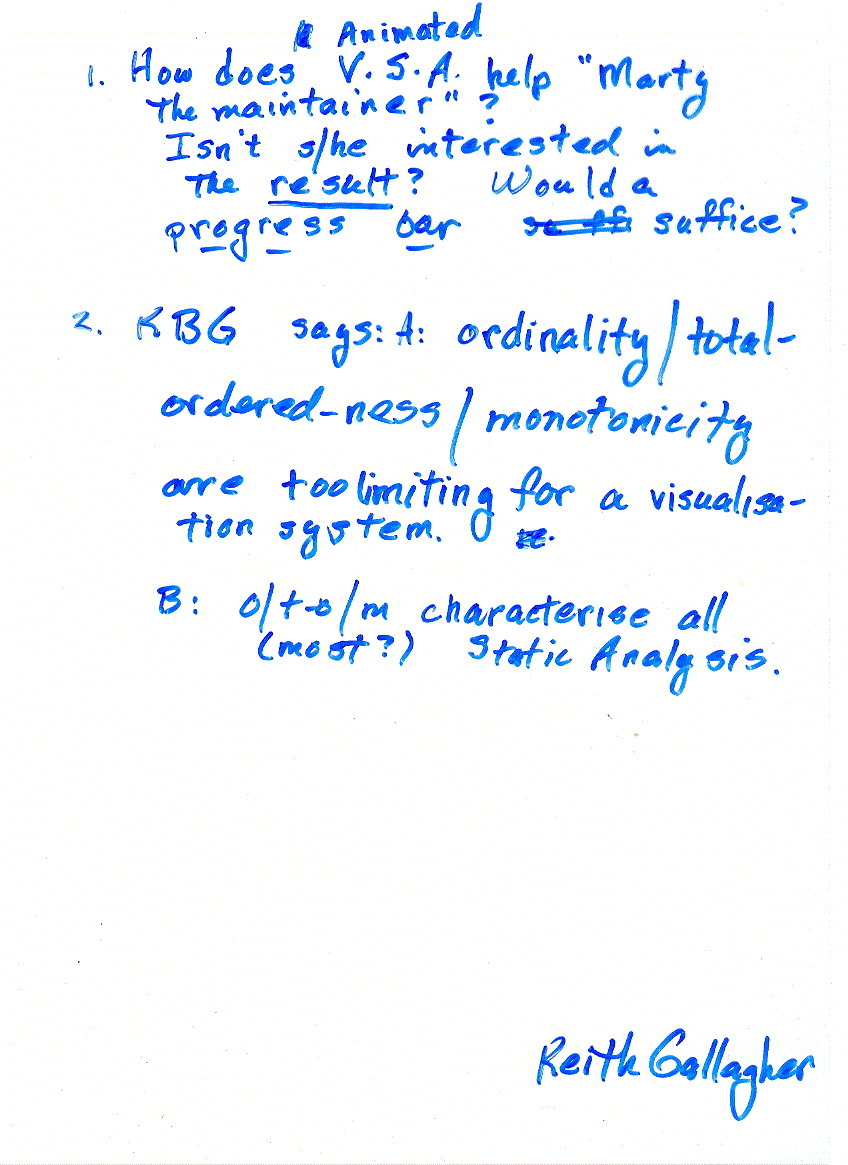 Animated
1. How does V.S.A. help "Marty
the maintainer"?
Isn't s/he interested in
the result? Would a
progress bar suffice?
2. KBG says: A: ordinality/total-
ordered-ness/monotonicity
are too limiting for a visualisa-
tion system.
B: o/t-o/m characterise all
(most?) Static Analysis.
Keith Gallagher